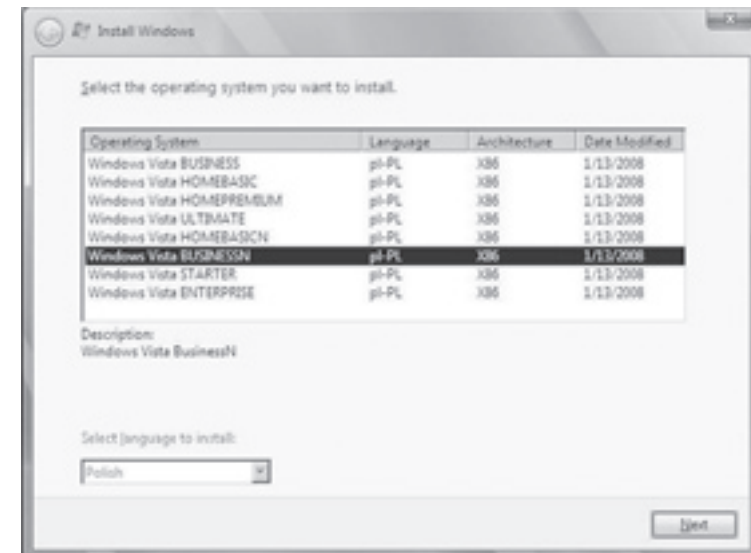 Install Windows
Select the operating system you want to install.
Operating System Language Architecture Date Modified
Windows Vista BUSINESS pl-PL X86 1/13/2008
Windows Vista HOMEBASIC pl-PL X86 1/13/2008
Windows Vista HOMEPREMIUM pl-PL X86 1/13/2008
Windows Vista ULTIMATE pl-PL X86 1/13/2008
Windows Vista HOMEBASICN pl-PL X86 1/13/2008
Windows Vista BUSINESSN pl-PL X86 1/13/2008
Windows Vista STARTER pl-PL X86 1/13/2008
Windows Vista ENTERPRISE pl-PL X86 1/13/2008
Description:
Windows Vista BusinessN
Select language to install:
Polish
Next